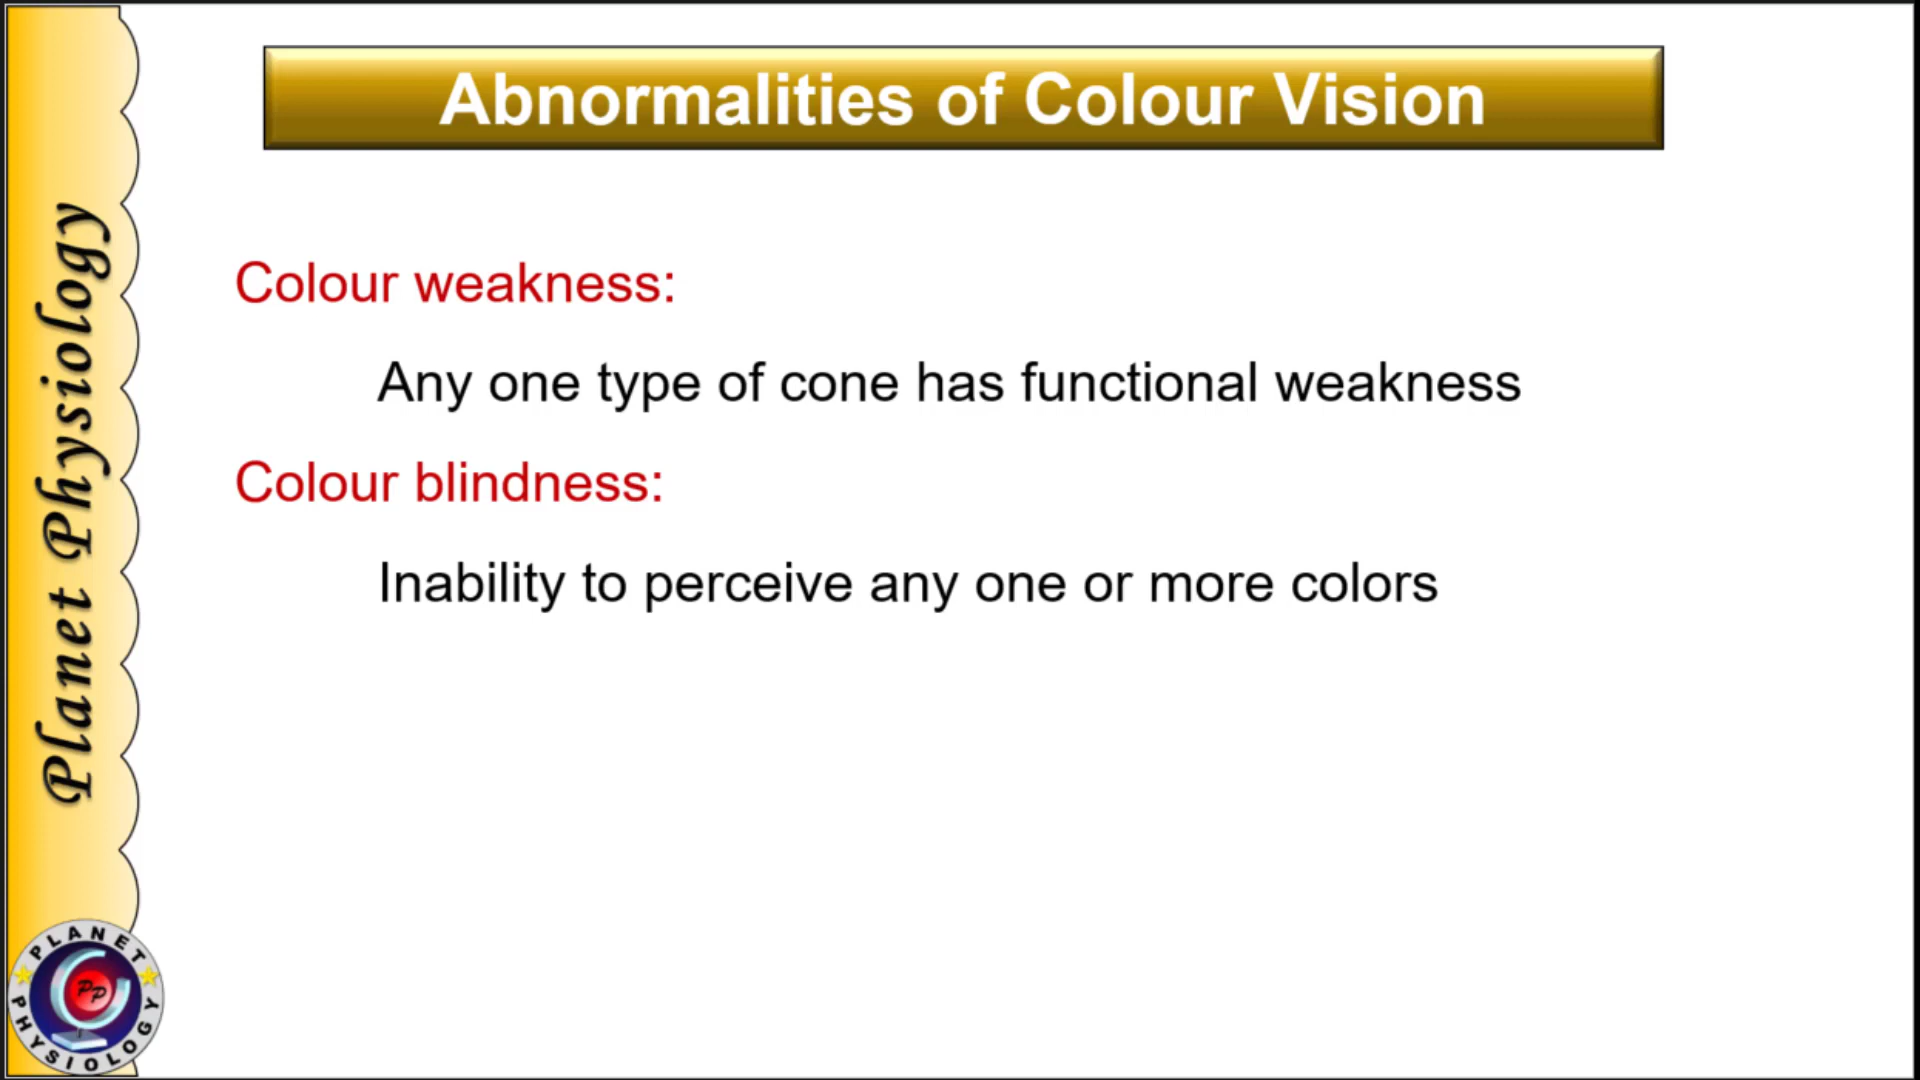 Abnormalities of Colour Vision
Colour weakness:
Any one type of cone has functional weakness
Colour blindness:
Inability to perceive any one or more colors
Planet Physiology
PLANET
PP
PHYSIOLOGY